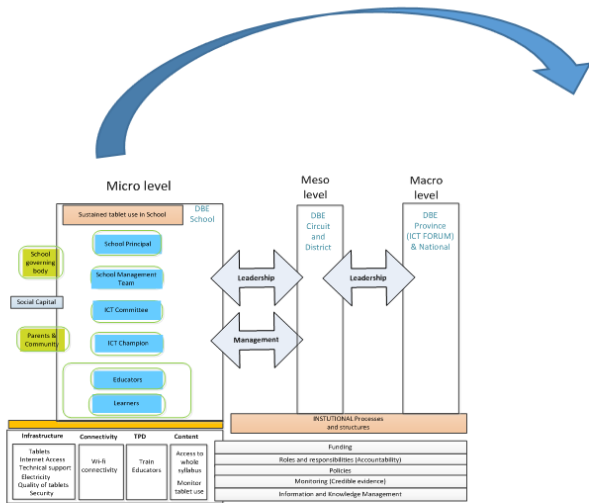 Micro level
Meso
level
Macro
level
Sustained tablet use in School
DBE
School
DBE
Circuit
and
District
DBE
Province
(ICT FORUM)
& National
School
governing
body
Social Capital
Parents &
Community
School Principal
School Management
Team
ICT Committee
ICT Champion
Educators
Learners
Leadership
Leadership
Management
INSTUTIONAL Processes
and structures
Infrastructure
Connectivity
TPD
Content
Tablets
Internet Access
Technical support
Electricity
Quality of tablets
Security
Wi-fi
connectivity
Train
Educators
Access to
whole
syllabus
Monitor
tablet use
Funding
Roles and responsibilities (Accountability)
Policies
Monitoring (Credible evidence)
Information and Knowledge Management